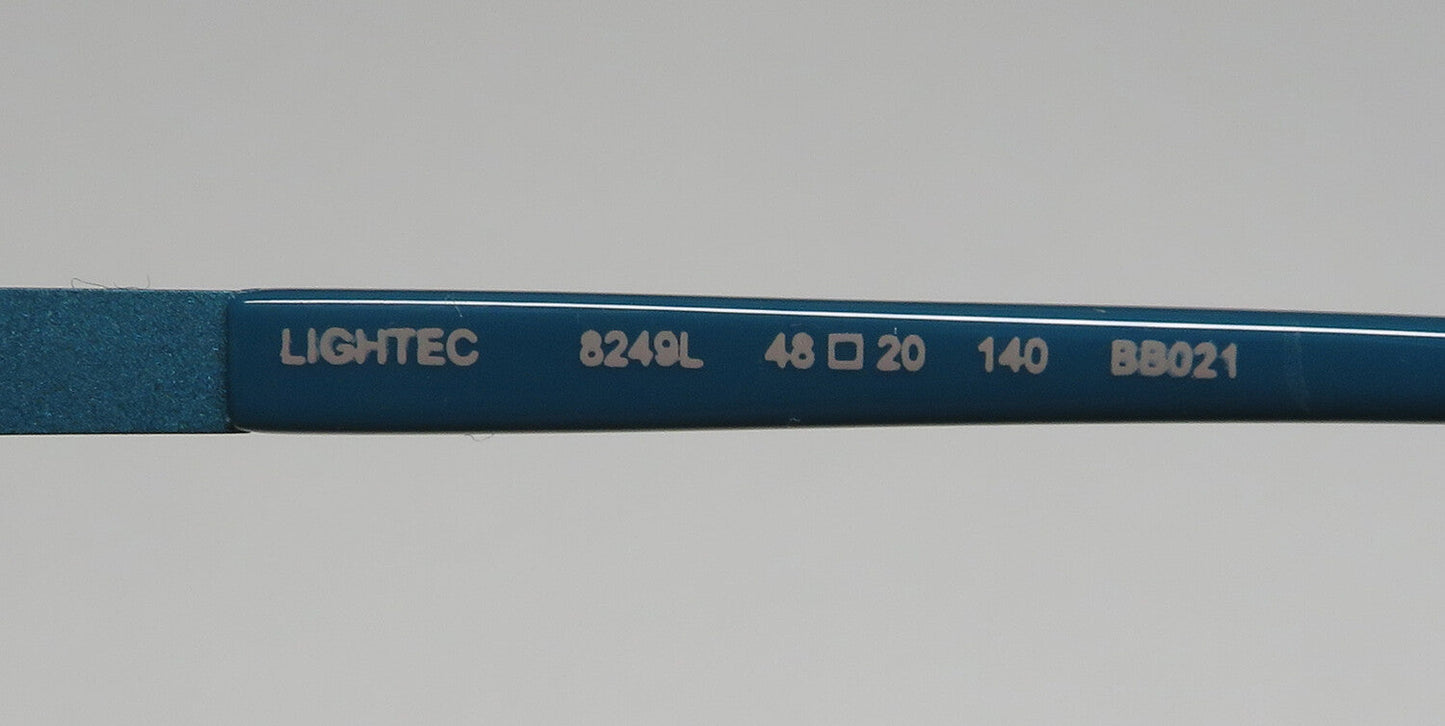 LIGHTEC 8249L 48 □ 20 140 BB021